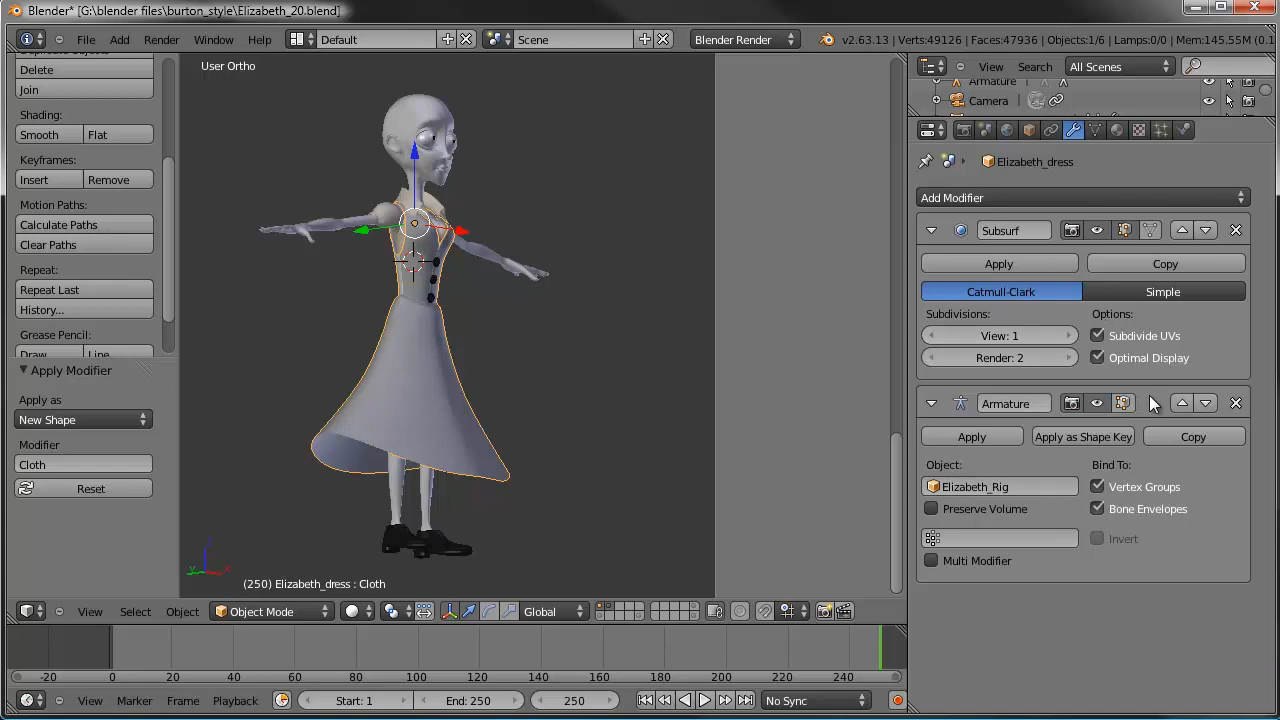 Blender* [G:\blender files\burton_style\Elizabeth_20.blend]
File Add Render Window Help Default Scene Blender Render v2.63.13 | Verts:49126 | Faces:47936 | Objects:1/6 | Lamps:0/0 | Mem:145.55M (0.1
Delete
Join
Shading:
Smooth Flat
Keyframes:
Insert Remove
Motion Paths:
Calculate Paths
Clear Paths
Repeat:
Repeat Last
History...
Grease Pencil:
Draw Line
Apply Modifier
Apply as
New Shape
Modifier
Cloth
Reset
User Ortho
(250) Elizabeth_dress : Cloth
View Search All Scenes
Armature
Camera
Elizabeth_dress
Add Modifier
Subsurf
Apply Copy
Catmull-Clark Simple
Subdivisions: Options:
View: 1 Subdivide UVs
Render: 2 Optimal Display
Armature
Apply Apply as Shape Key Copy
Object: Bind To:
Elizabeth_Rig Vertex Groups
Preserve Volume Bone Envelopes
Invert
Multi Modifier
View Select Object Object Mode Global
-20 0 20 40 60 80 100 120 140 160 180 200 220 240
View Marker Frame Playback Start: 1 End: 250 250 No Sync